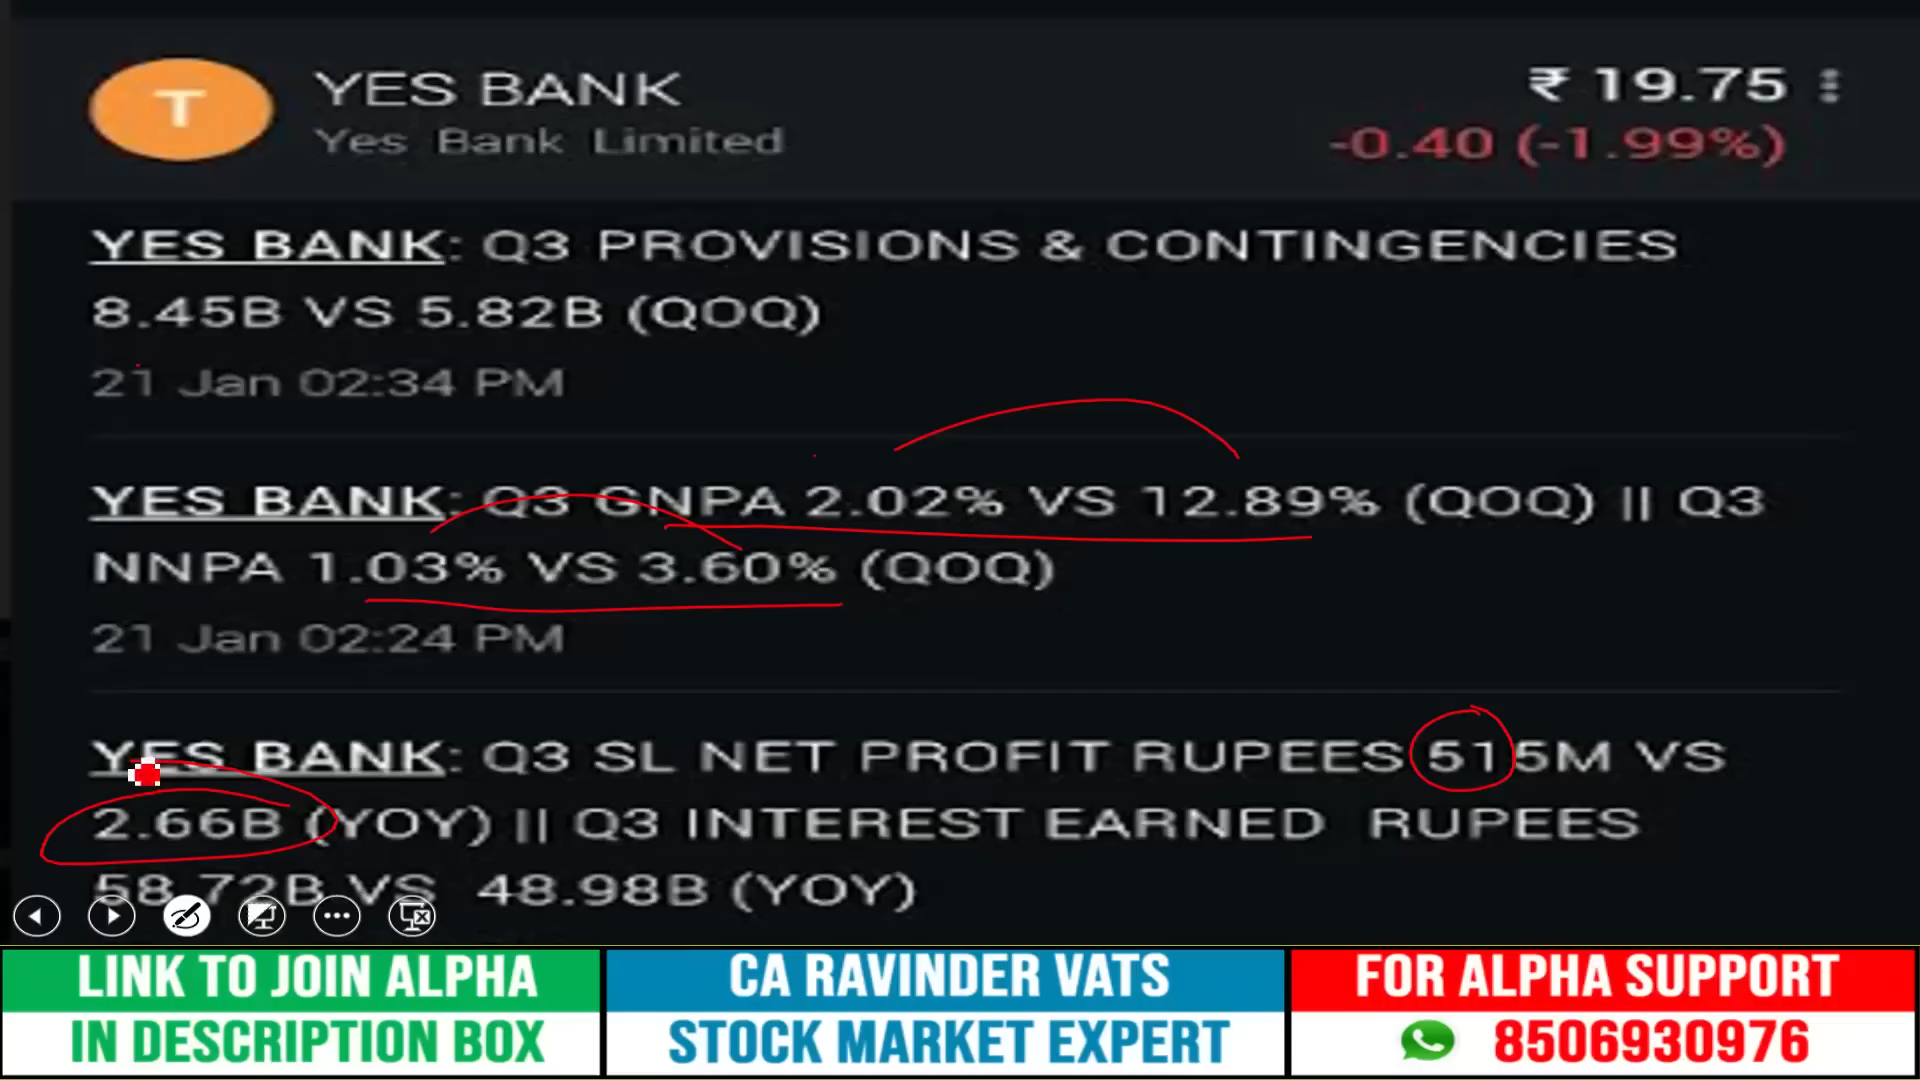 T
YES BANK
₹ 19.75
Yes Bank Limited
-0.40 (-1.99%)
YES BANK: Q3 PROVISIONS & CONTINGENCIES
8.45B VS 5.82B (QOQ)
21 Jan 02:34 PM
YES BANK: Q3 GNPA 2.02% VS 12.89% (QOQ) || Q3
NNPA 1.03% VS 3.60% (QOQ)
21 Jan 02:24 PM
YES BANK: Q3 SL NET PROFIT RUPEES 515M VS
2.66B (YOY) || Q3 INTEREST EARNED RUPEES
58.72B VS 48.98B (YOY)
LINK TO JOIN ALPHA
IN DESCRIPTION BOX
CA RAVINDER VATS
STOCK MARKET EXPERT
FOR ALPHA SUPPORT
8506930976